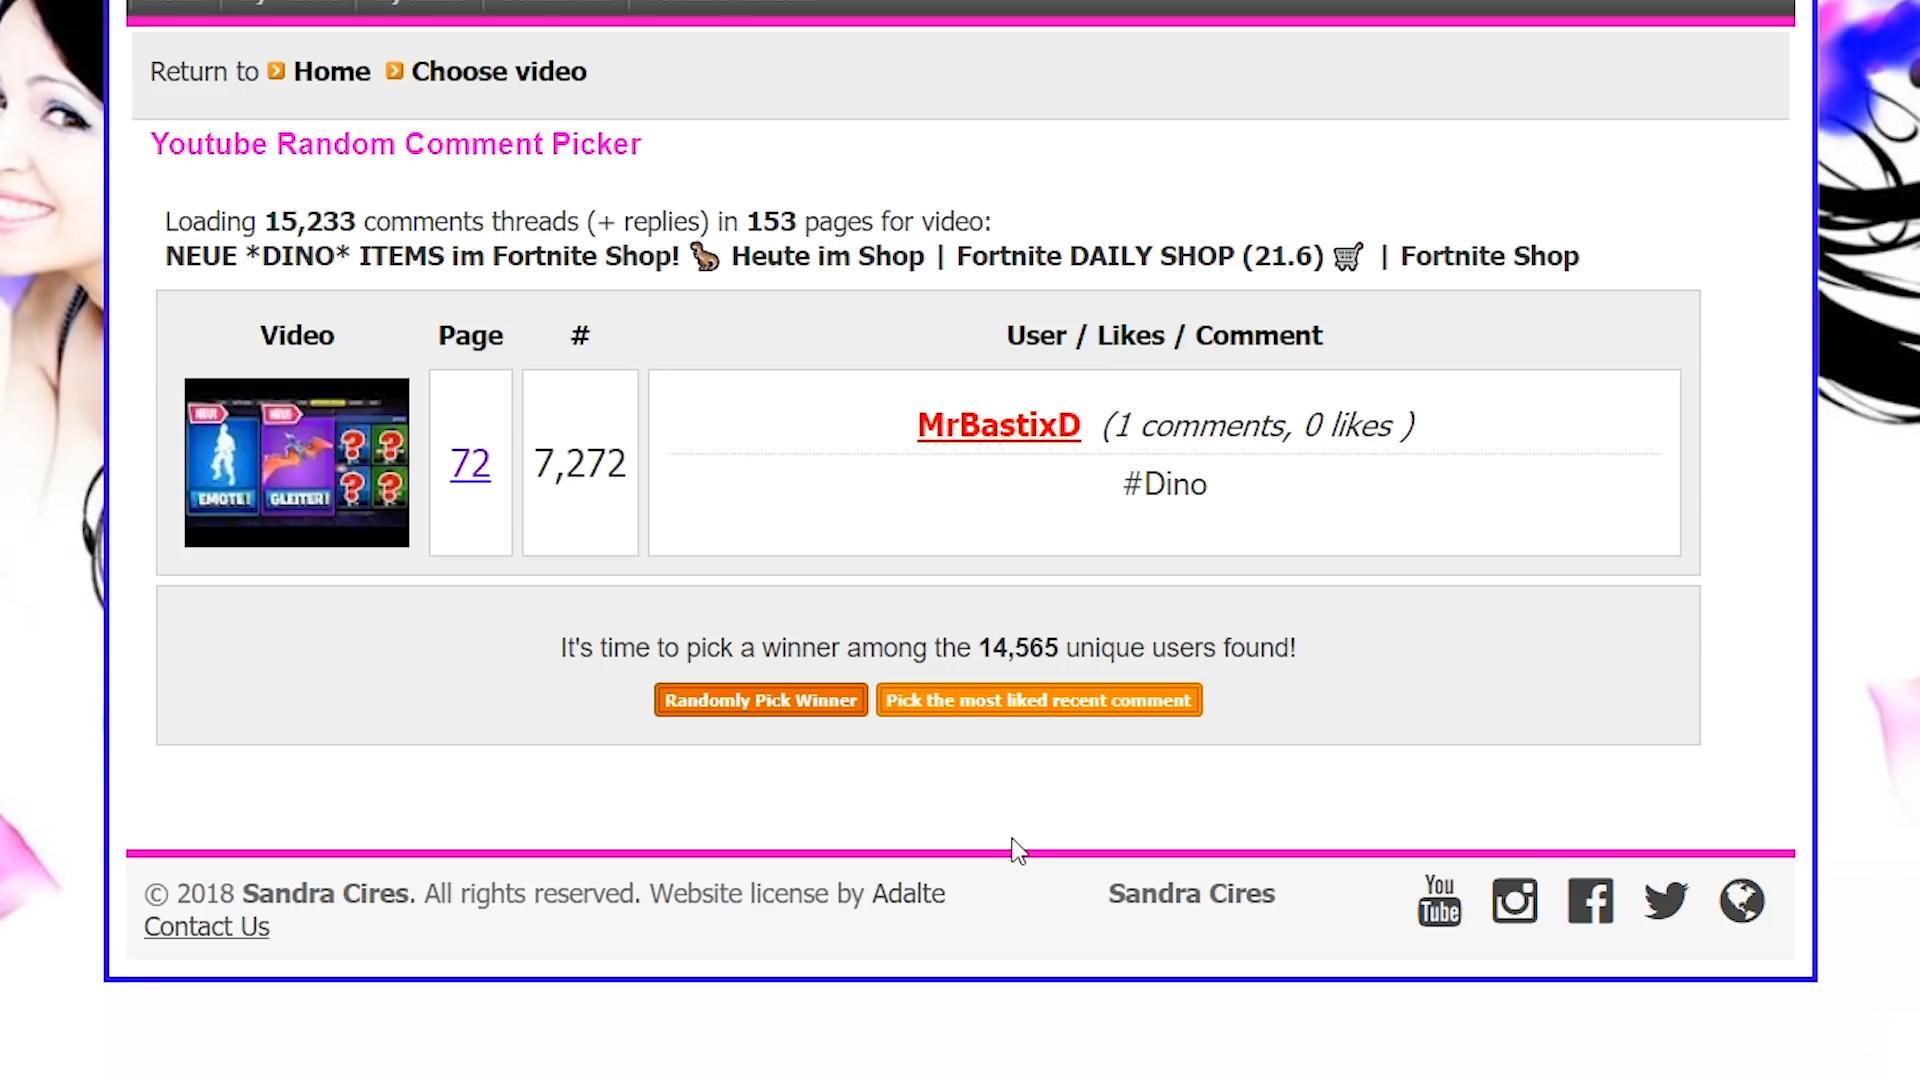 Return to Home Choose video
Youtube Random Comment Picker
Loading 15,233 comments threads (+ replies) in 153 pages for video:
NEUE *DINO* ITEMS im Fortnite Shop! 🦖 Heute im Shop | Fortnite DAILY SHOP (21.6) 🛒 | Fortnite Shop
Video Page # User / Likes / Comment
NEU! NEU!
EMOTE! GLEITER!
72 7,272
MrBastixD (1 comments, 0 likes )
#Dino
It's time to pick a winner among the 14,565 unique users found!
Randomly Pick Winner Pick the most liked recent comment
© 2018 Sandra Cires. All rights reserved. Website license by Adalte Sandra Cires
Contact Us
You
Tube